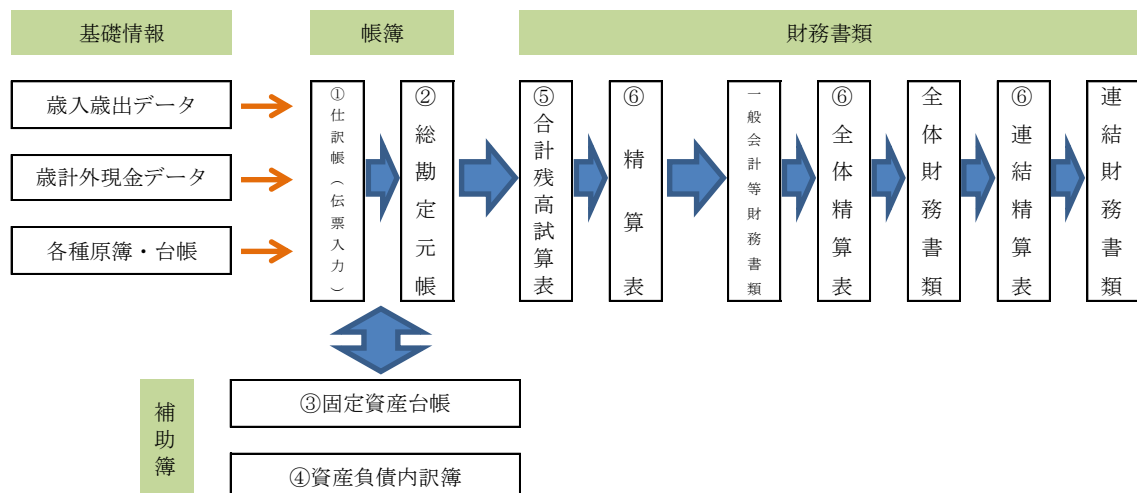 基礎情報
帳簿
財務書類
歳入歳出データ
歳計外現金データ
各種原簿・台帳
①仕訳帳（伝票入力）
②総勘定元帳
⑤合計残高試算表
⑥精算表
一般会計等財務書類
⑥全体精算表
全体財務書類
⑥連結精算表
連結財務書類
補助簿
③固定資産台帳
④資産負債内訳簿